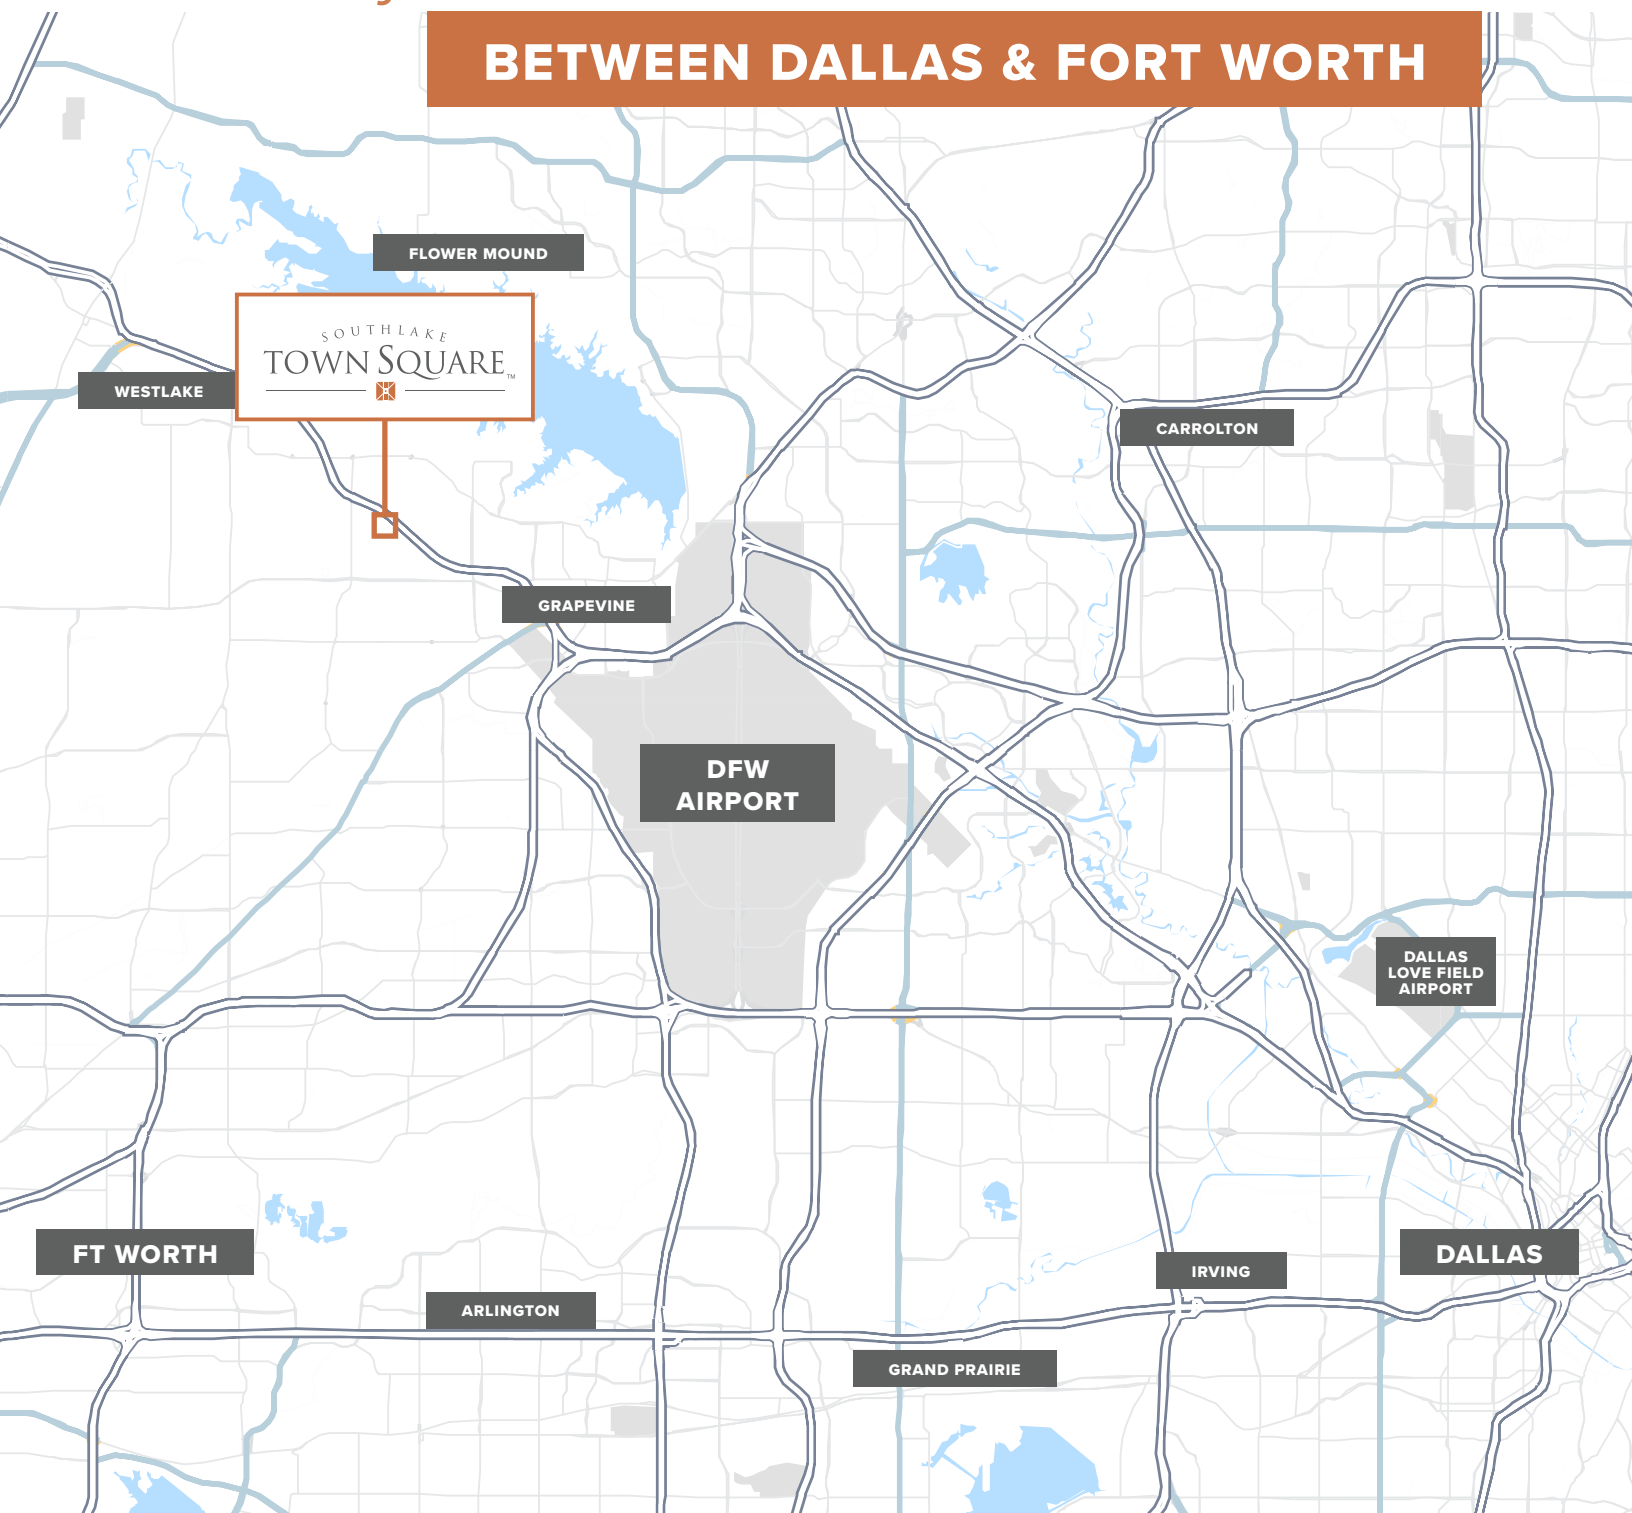 BETWEEN DALLAS & FORT WORTH
FLOWER MOUND
SOUTHLAKE
TOWN SQUARE™
WESTLAKE
CARROLTON
GRAPEVINE
DFW
AIRPORT
DALLAS
LOVE FIELD
AIRPORT
FT WORTH
DALLAS
IRVING
ARLINGTON
GRAND PRAIRIE